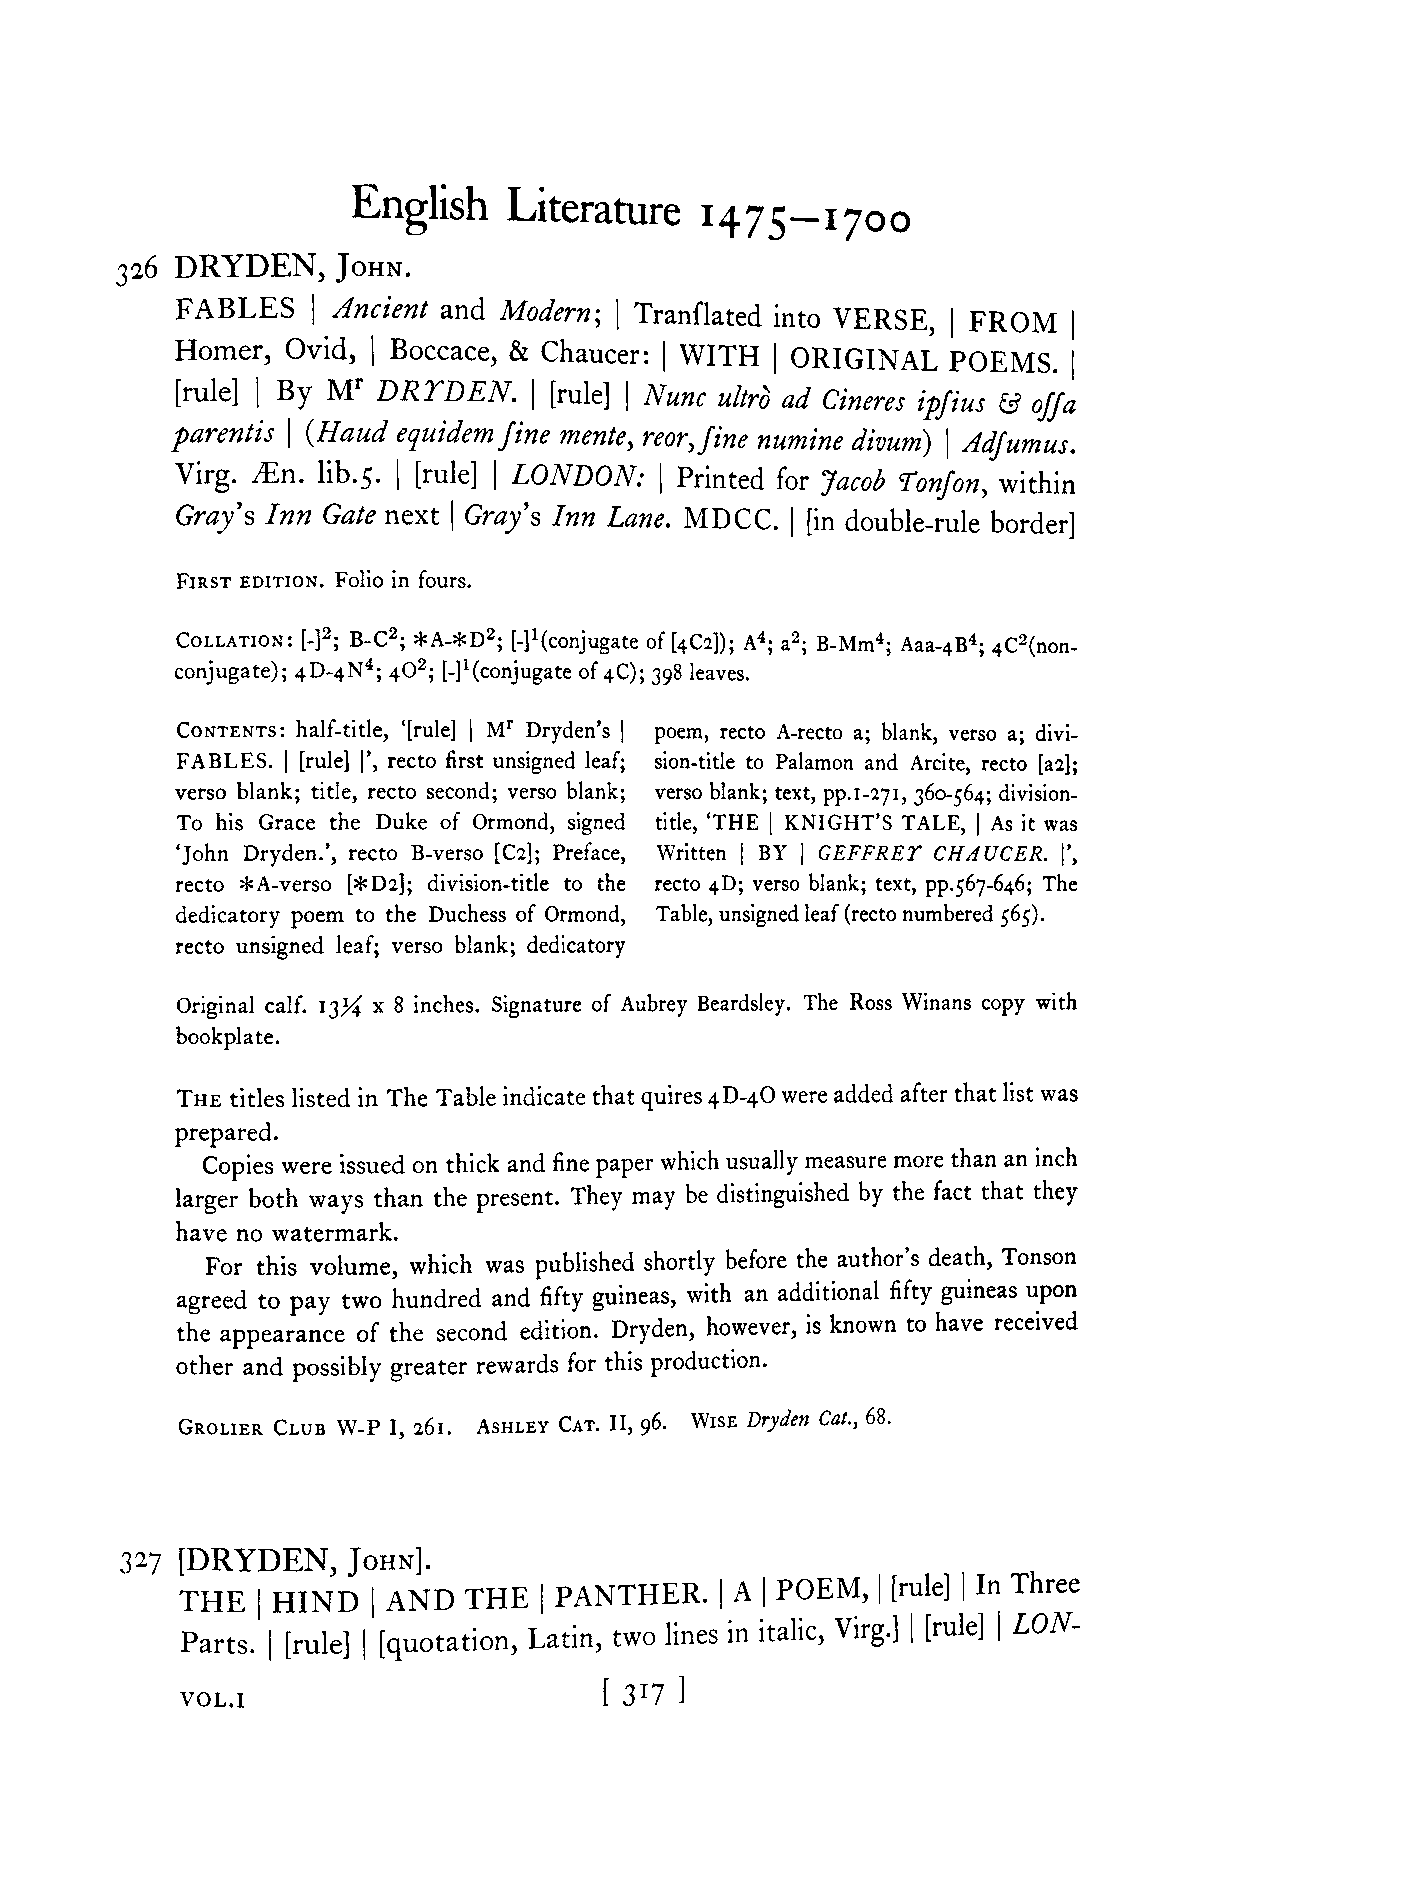 English Literature 1475–1700
326 DRYDEN, JOHN.
FABLES | Ancient and Modern; | Tranſlated into VERSE, | FROM |
Homer, Ovid, | Boccace, & Chaucer: | WITH | ORIGINAL POEMS. |
[rule] | By Mʳ DRYDEN. | [rule] | Nunc ultrò ad Cineres ipſius & oſſa
parentis | (Haud equidem ſine mente, reor, ſine numine divum) | Adſumus.
Virg. Æn. lib.5. | [rule] | LONDON: | Printed for Jacob Tonſon, within
Gray's Inn Gate next | Gray's Inn Lane. MDCC. | [in double-rule border]
FIRST EDITION. Folio in fours.
COLLATION: [-]²; B-C²; *A-*D²; [-]¹(conjugate of [4C2]); A⁴; a²; B-Mm⁴; Aaa-4B⁴; 4C²(non-
conjugate); 4D-4N⁴; 4O²; [-]¹(conjugate of 4C); 398 leaves.
CONTENTS: half-title, '[rule] | Mʳ Dryden's |
FABLES. | [rule] |', recto first unsigned leaf;
verso blank; title, recto second; verso blank;
To his Grace the Duke of Ormond, signed
'John Dryden.', recto B-verso [C2]; Preface,
recto *A-verso [*D2]; division-title to the
dedicatory poem to the Duchess of Ormond,
recto unsigned leaf; verso blank; dedicatory
poem, recto A-recto a; blank, verso a; divi-
sion-title to Palamon and Arcite, recto [a2];
verso blank; text, pp.1-271, 360-564; division-
title, 'THE | KNIGHT'S TALE, | As it was
Written | BY | GEFFREY CHAUCER. |',
recto 4D; verso blank; text, pp.567-646; The
Table, unsigned leaf (recto numbered 565).
Original calf. 13¼ x 8 inches. Signature of Aubrey Beardsley. The Ross Winans copy with
bookplate.
THE titles listed in The Table indicate that quires 4D-4O were added after that list was
prepared.
Copies were issued on thick and fine paper which usually measure more than an inch
larger both ways than the present. They may be distinguished by the fact that they
have no watermark.
For this volume, which was published shortly before the author's death, Tonson
agreed to pay two hundred and fifty guineas, with an additional fifty guineas upon
the appearance of the second edition. Dryden, however, is known to have received
other and possibly greater rewards for this production.
GROLIER CLUB W-P I, 261. ASHLEY CAT. II, 96. WISE Dryden Cat., 68.
327 [DRYDEN, JOHN].
THE | HIND | AND THE | PANTHER. | A | POEM, | [rule] | In Three
Parts. | [rule] | [quotation, Latin, two lines in italic, Virg.] | [rule] | LON-
VOL.I [ 317 ]